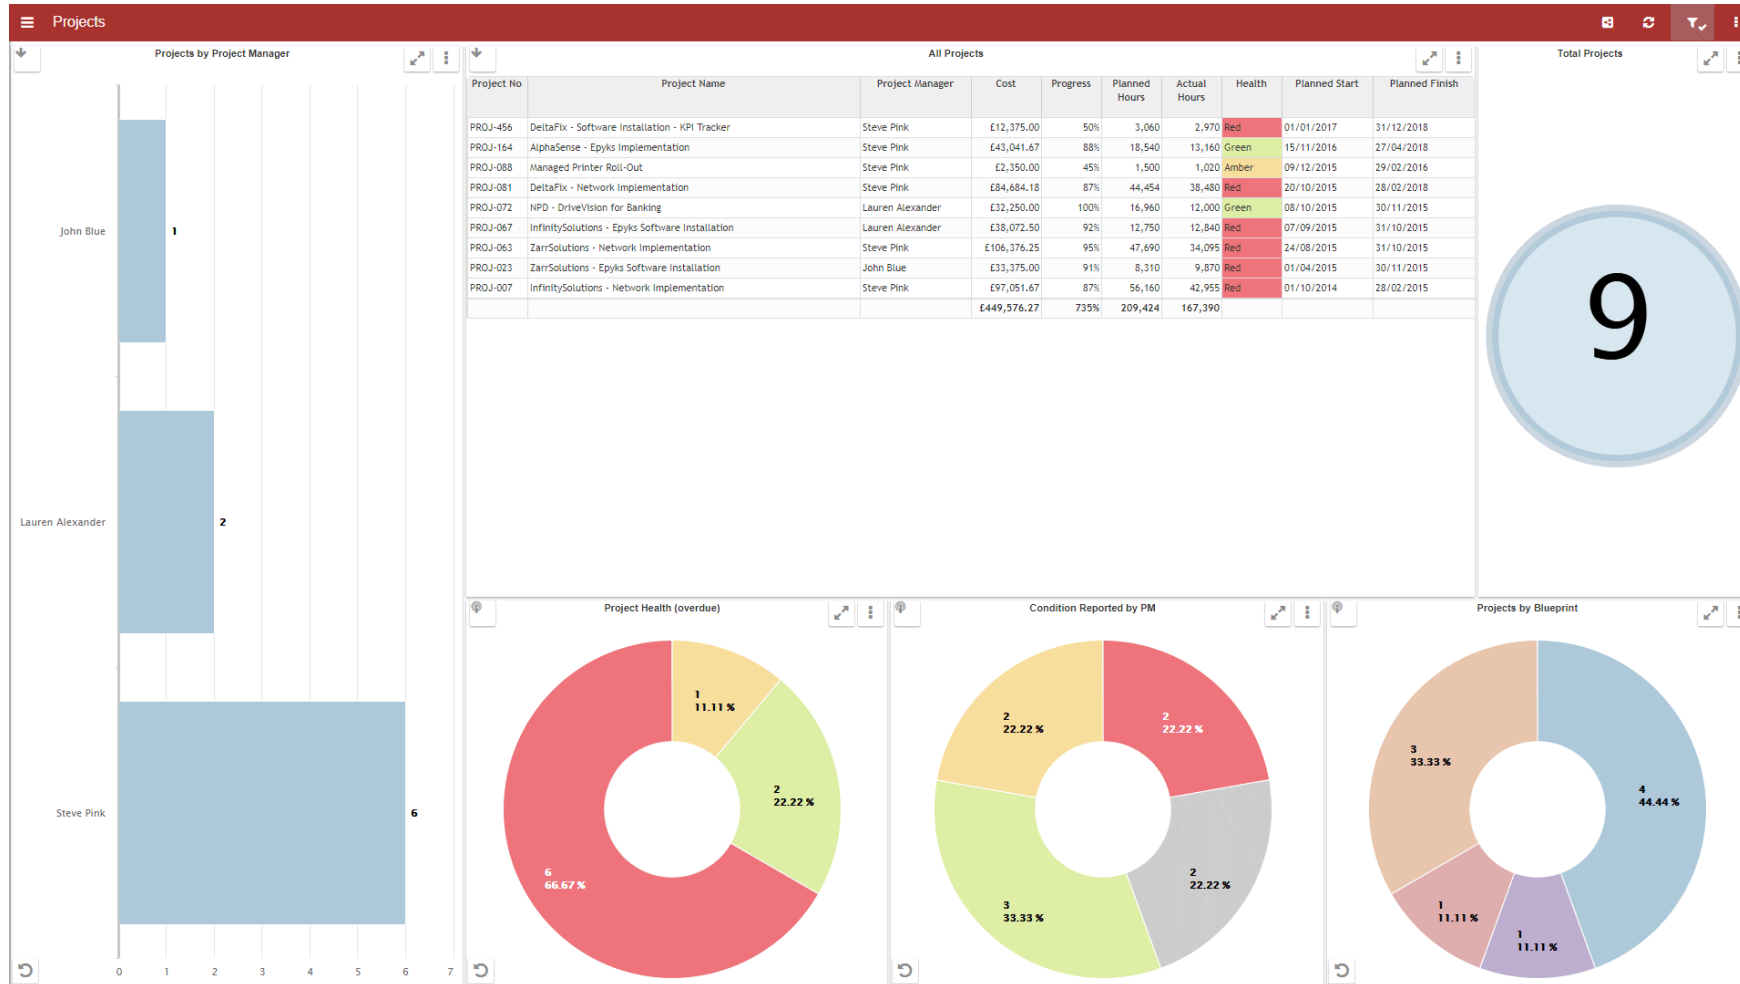 Projects
Projects by Project Manager
John Blue
1
Lauren Alexander
2
Steve Pink
6
0 1 2 3 4 5 6 7
All Projects
Project No Project Name Project Manager Cost Progress Planned Hours Actual Hours Health Planned Start Planned Finish
PROJ-456 DeltaFix - Software Installation - KPI Tracker Steve Pink £12,375.00 50% 3,060 2,970 Red 01/01/2017 31/12/2018
PROJ-164 AlphaSense - Epyks Implementation Steve Pink £43,041.67 88% 18,540 13,160 Green 15/11/2016 27/04/2018
PROJ-088 Managed Printer Roll-Out Steve Pink £2,350.00 45% 1,500 1,020 Amber 09/12/2015 29/02/2016
PROJ-081 DeltaFix - Network Implementation Steve Pink £84,684.18 87% 44,454 38,480 Red 20/10/2015 28/02/2018
PROJ-072 NPD - DriveVision for Banking Lauren Alexander £32,250.00 100% 16,960 12,000 Green 08/10/2015 30/11/2015
PROJ-067 InfinitySolutions - Epyks Software Installation Lauren Alexander £38,072.50 92% 12,750 12,840 Red 07/09/2015 31/10/2015
PROJ-063 ZarrSolutions - Network Implementation Steve Pink £106,376.25 95% 47,690 34,095 Red 24/08/2015 31/10/2015
PROJ-023 ZarrSolutions - Epyks Software Installation John Blue £33,375.00 91% 8,310 9,870 Red 01/04/2015 30/11/2015
PROJ-007 InfinitySolutions - Network Implementation Steve Pink £97,051.67 87% 56,160 42,955 Red 01/10/2014 28/02/2015
£449,576.27 735% 209,424 167,390
Total Projects
9
Project Health (overdue)
1
11.11 %
2
22.22 %
6
66.67 %
Condition Reported by PM
2
22.22 %
2
22.22 %
2
22.22 %
3
33.33 %
Projects by Blueprint
3
33.33 %
4
44.44 %
1
11.11 %
1
11.11 %